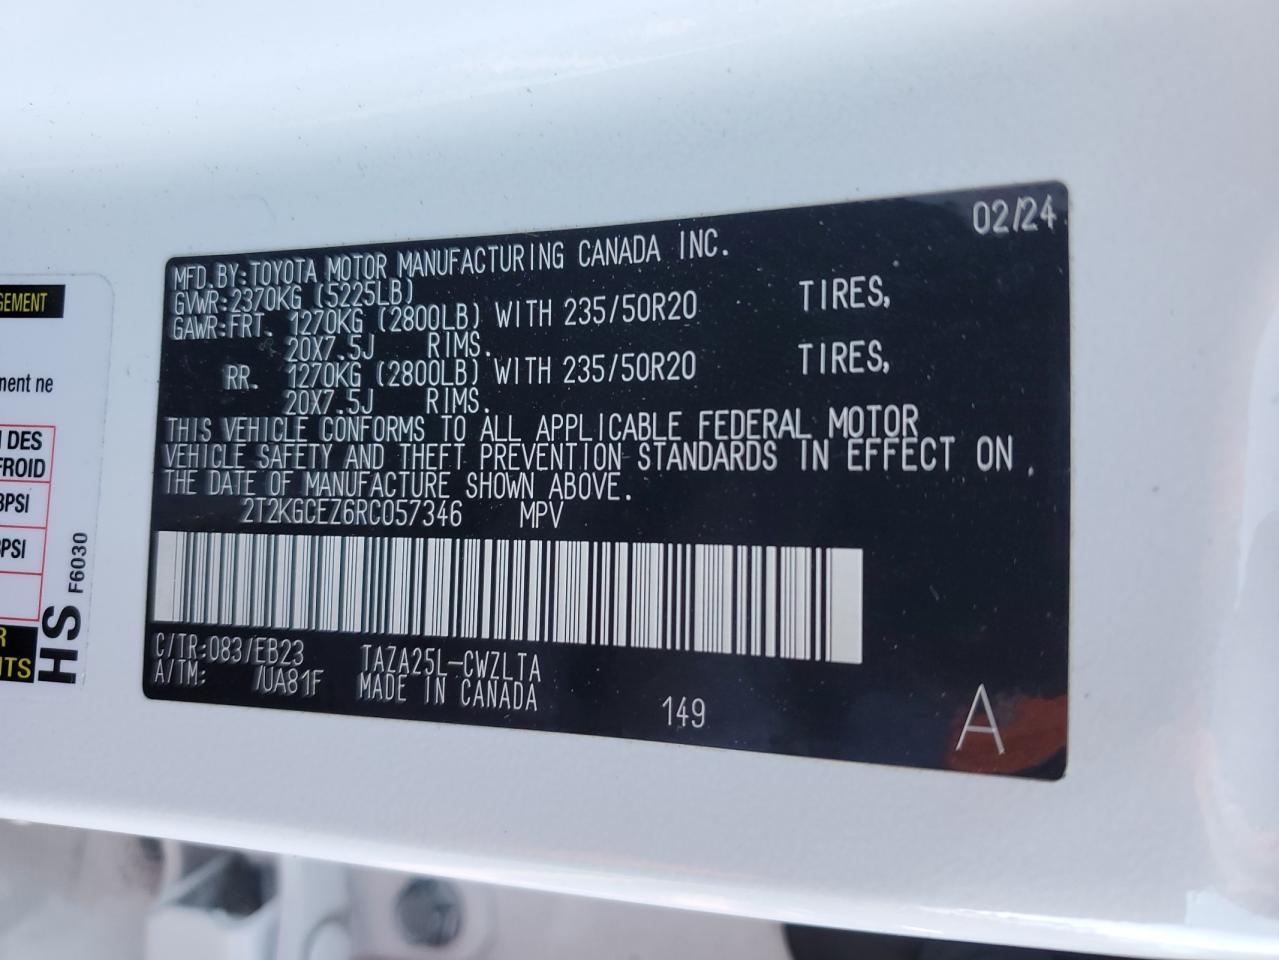 02/24
MFD.BY:TOYOTA MOTOR MANUFACTURING CANADA INC.
GVWR:2370KG (5225LB)
GAWR:FRT. 1270KG (2800LB) WITH 235/50R20 TIRES,
20X7.5J RIMS.
RR. 1270KG (2800LB) WITH 235/50R20 TIRES,
20X7.5J RIMS.
THIS VEHICLE CONFORMS TO ALL APPLICABLE FEDERAL MOTOR
VEHICLE SAFETY AND THEFT PREVENTION STANDARDS IN EFFECT ON
THE DATE OF MANUFACTURE SHOWN ABOVE.
2T2KGCEZ6RC057346 MPV
C/TR:083/EB23 TAZA25L-CWZLTA
A/TM: /UA81F MADE IN CANADA
149
A
GEMENT
nent ne
DES
FROID
PSI
PSI
HS F6030
R
ITS